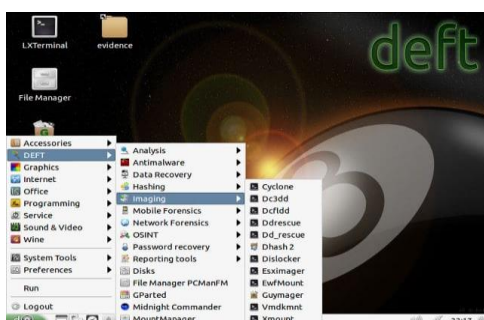 deft
LXTerminal
evidence
File Manager
Accessories
DEFT
Graphics
Internet
Office
Programming
Service
Sound & Video
Wine
System Tools
Preferences
Run
Logout
Analysis
Antimalware
Data Recovery
Hashing
Imaging
Mobile Forensics
Network Forensics
OSINT
Password recovery
Reporting tools
Disks
File Manager PCManFM
GParted
Midnight Commander
MountManager
Cyclone
Dc3dd
Dcfldd
Ddrescue
Dd_rescue
Dhash 2
Dislocker
Esximager
EwfMount
Guymager
Vmdkmnt
Xmount